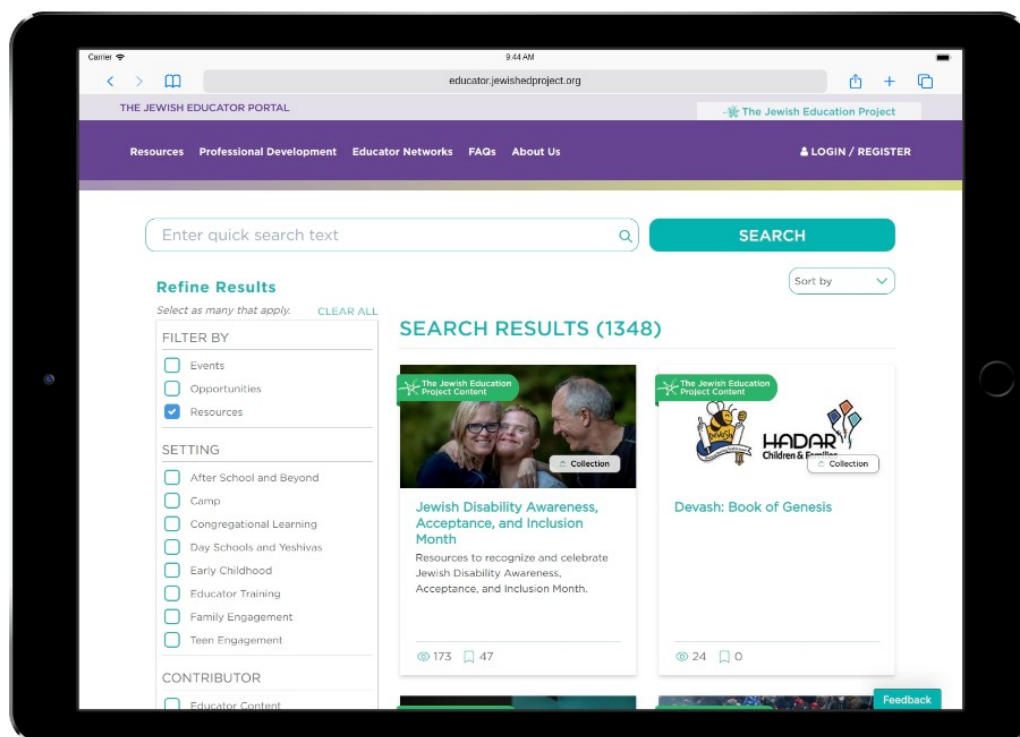 Carrier
9:44 AM
educator.jewishedproject.org
THE JEWISH EDUCATOR PORTAL
The Jewish Education Project
Resources Professional Development Educator Networks FAQs About Us LOGIN / REGISTER
Enter quick search text
SEARCH
Sort by
Refine Results
Select as many that apply. CLEAR ALL
FILTER BY
Events
Opportunities
Resources
SETTING
After School and Beyond
Camp
Congregational Learning
Day Schools and Yeshivas
Early Childhood
Educator Training
Family Engagement
Teen Engagement
CONTRIBUTOR
Educator Content
SEARCH RESULTS (1348)
The Jewish Education
Project Content
Collection
Jewish Disability Awareness,
Acceptance, and Inclusion
Month
Resources to recognize and celebrate
Jewish Disability Awareness,
Acceptance, and Inclusion Month.
173 47
The Jewish Education
Project Content
DEVASH
HADAR
Children & Families
Collection
Devash: Book of Genesis
24 0
Feedback